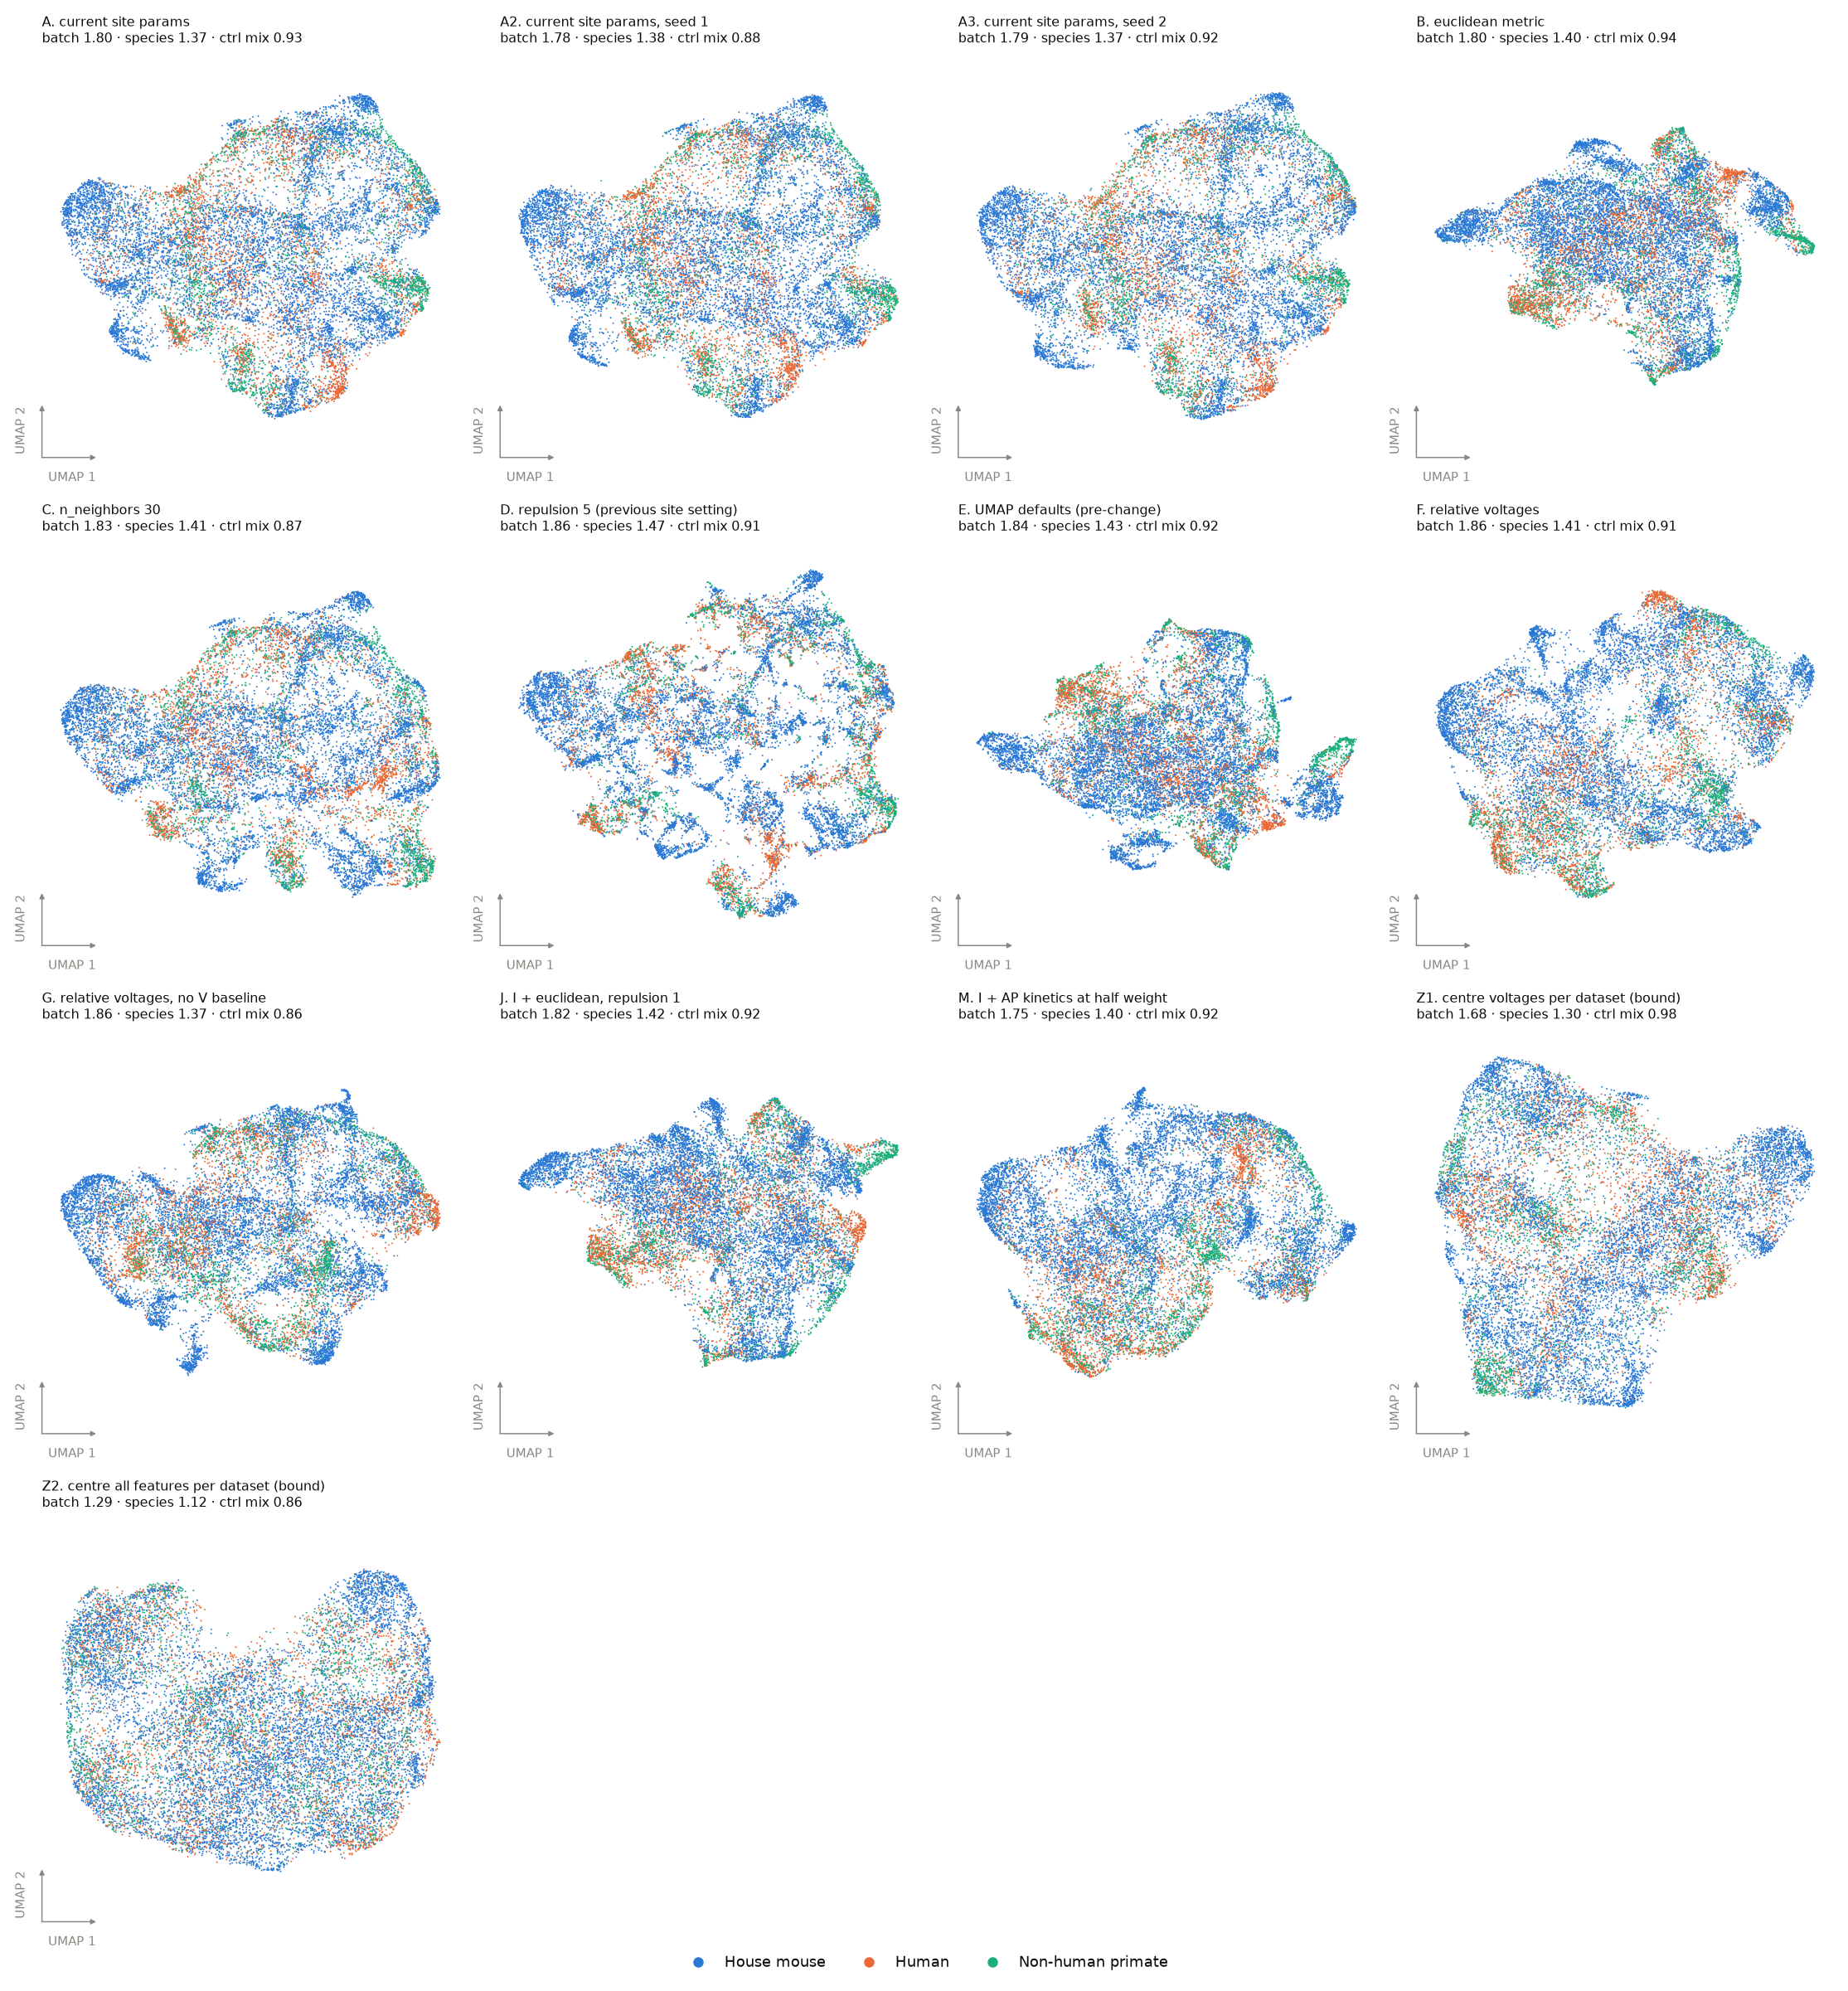 A. current site params
batch 1.80 · species 1.37 · ctrl mix 0.93
A2. current site params, seed 1
batch 1.78 · species 1.38 · ctrl mix 0.88
A3. current site params, seed 2
batch 1.79 · species 1.37 · ctrl mix 0.92
B. euclidean metric
batch 1.80 · species 1.40 · ctrl mix 0.94
UMAP 2
UMAP 1
UMAP 2
UMAP 1
UMAP 2
UMAP 1
UMAP 2
UMAP 1
C. n_neighbors 30
batch 1.83 · species 1.41 · ctrl mix 0.87
D. repulsion 5 (previous site setting)
batch 1.86 · species 1.47 · ctrl mix 0.91
E. UMAP defaults (pre-change)
batch 1.84 · species 1.43 · ctrl mix 0.92
F. relative voltages
batch 1.86 · species 1.41 · ctrl mix 0.91
UMAP 2
UMAP 1
UMAP 2
UMAP 1
UMAP 2
UMAP 1
UMAP 2
UMAP 1
G. relative voltages, no V baseline
batch 1.86 · species 1.37 · ctrl mix 0.86
J. I + euclidean, repulsion 1
batch 1.82 · species 1.42 · ctrl mix 0.92
M. I + AP kinetics at half weight
batch 1.75 · species 1.40 · ctrl mix 0.92
Z1. centre voltages per dataset (bound)
batch 1.68 · species 1.30 · ctrl mix 0.98
UMAP 2
UMAP 1
UMAP 2
UMAP 1
UMAP 2
UMAP 1
UMAP 2
UMAP 1
Z2. centre all features per dataset (bound)
batch 1.29 · species 1.12 · ctrl mix 0.86
UMAP 2
UMAP 1
House mouse
Human
Non-human primate